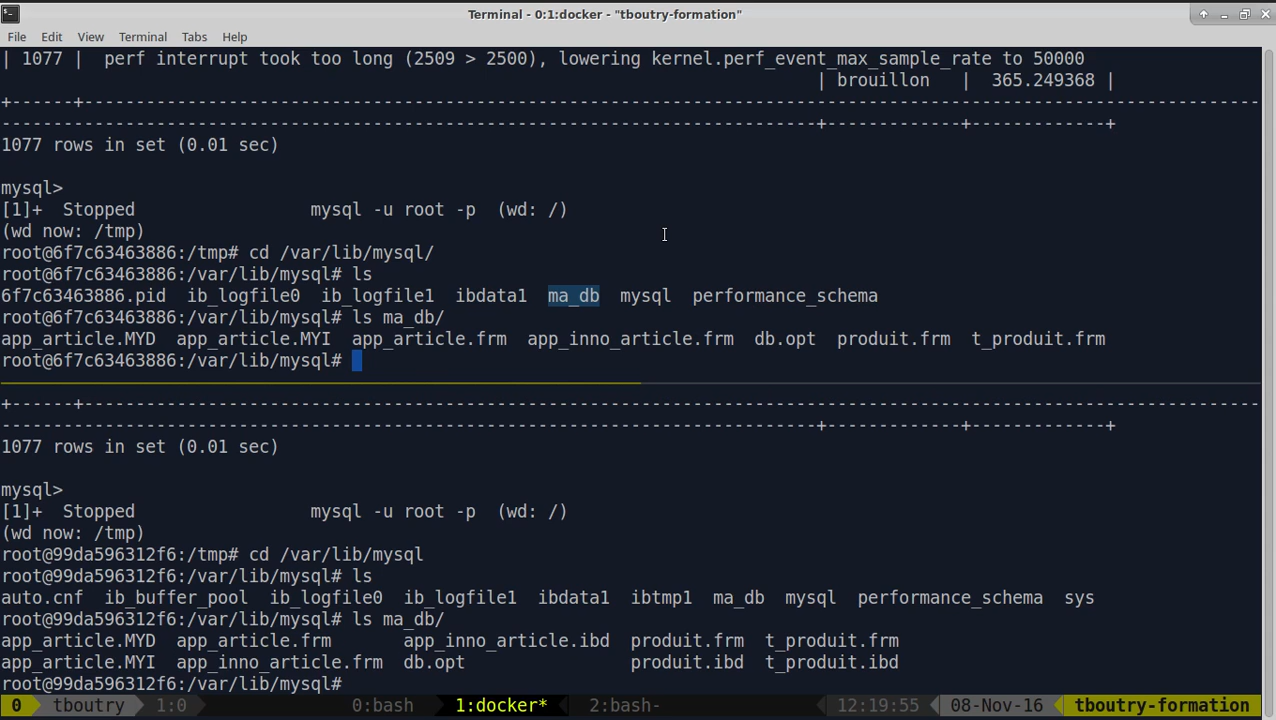 Terminal - 0:1:docker - "tboutry-formation"
File Edit View Terminal Tabs Help
| 1077 |  perf interrupt took too long (2509 > 2500), lowering kernel.perf_event_max_sample_rate to 50000
| brouillon   |  365.249368 |
+------+------------------------------------------------------------------------------------------------------------------
-------------------------------------------------------------------------------+-------------+-------------+
1077 rows in set (0.01 sec)
mysql>
[1]+  Stopped                 mysql -u root -p  (wd: /)
(wd now: /tmp)
root@6f7c63463886:/tmp# cd /var/lib/mysql/
root@6f7c63463886:/var/lib/mysql# ls
6f7c63463886.pid  ib_logfile0  ib_logfile1  ibdata1  ma_db  mysql  performance_schema
root@6f7c63463886:/var/lib/mysql# ls ma_db/
app_article.MYD  app_article.MYI  app_article.frm  app_inno_article.frm  db.opt  produit.frm  t_produit.frm
root@6f7c63463886:/var/lib/mysql#
+------+------------------------------------------------------------------------------------------------------------------
-------------------------------------------------------------------------------+-------------+-------------+
1077 rows in set (0.01 sec)
mysql>
[1]+  Stopped                 mysql -u root -p  (wd: /)
(wd now: /tmp)
root@99da596312f6:/tmp# cd /var/lib/mysql
root@99da596312f6:/var/lib/mysql# ls
auto.cnf  ib_buffer_pool  ib_logfile0  ib_logfile1  ibdata1  ibtmp1  ma_db  mysql  performance_schema  sys
root@99da596312f6:/var/lib/mysql# ls ma_db/
app_article.MYD  app_article.frm       app_inno_article.ibd  produit.frm  t_produit.frm
app_article.MYI  app_inno_article.frm  db.opt                produit.ibd  t_produit.ibd
root@99da596312f6:/var/lib/mysql#
0 tboutry 1:0 0:bash 1:docker* 2:bash- 12:19:55 08-Nov-16 tboutry-formation